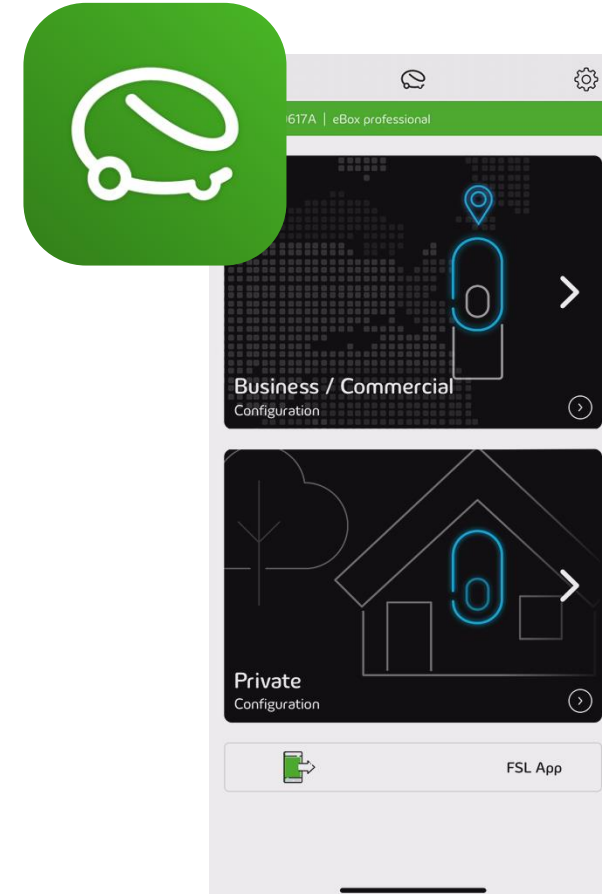 617A | eBox professional
Business / Commercial
Configuration
Private
Configuration
FSL App